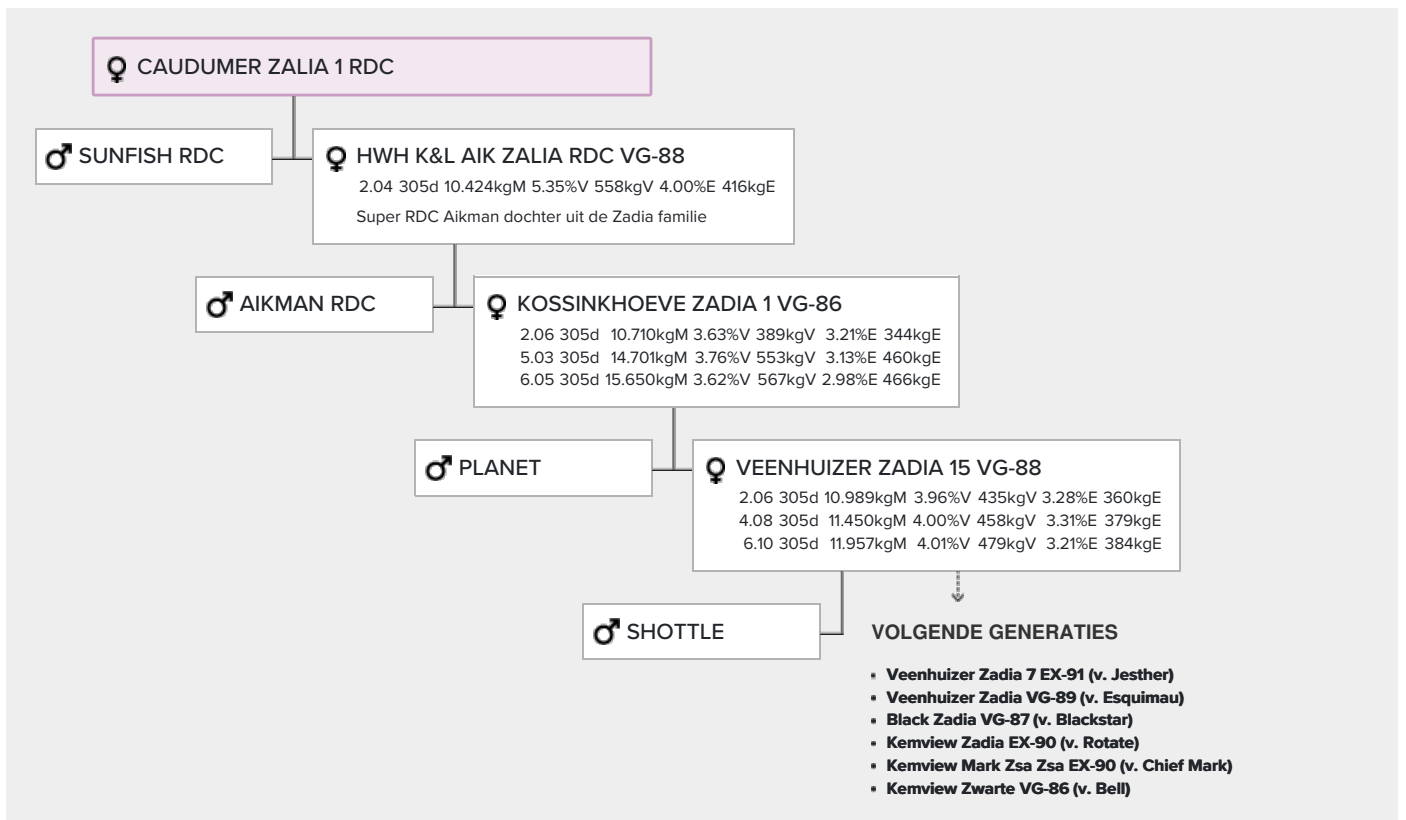 CAUDUMER ZALIA 1 RDC
SUNFISH RDC
HWH K&L AIK ZALIA RDC VG-88
2.04 305d 10.424kgM 5.35%V 558kgV 4.00%E 416kgE
Super RDC Aikman dochter uit de Zadia familie
AIKMAN RDC
KOSSINKHOEVE ZADIA 1 VG-86
2.06 305d 10.710kgM 3.63%V 389kgV 3.21%E 344kgE
5.03 305d 14.701kgM 3.76%V 553kgV 3.13%E 460kgE
6.05 305d 15.650kgM 3.62%V 567kgV 2.98%E 466kgE
PLANET
VEENHUIZER ZADIA 15 VG-88
2.06 305d 10.989kgM 3.96%V 435kgV 3.28%E 360kgE
4.08 305d 11.450kgM 4.00%V 458kgV 3.31%E 379kgE
6.10 305d 11.957kgM 4.01%V 479kgV 3.21%E 384kgE
SHOTTLE
VOLGENDE GENERATIES
Veenhuizer Zadia 7 EX-91 (v. Jesther)
Veenhuizer Zadia VG-89 (v. Esquimau)
Black Zadia VG-87 (v. Blackstar)
Kemview Zadia EX-90 (v. Rotate)
Kemview Mark Zsa Zsa EX-90 (v. Chief Mark)
Kemview Zwarte VG-86 (v. Bell)